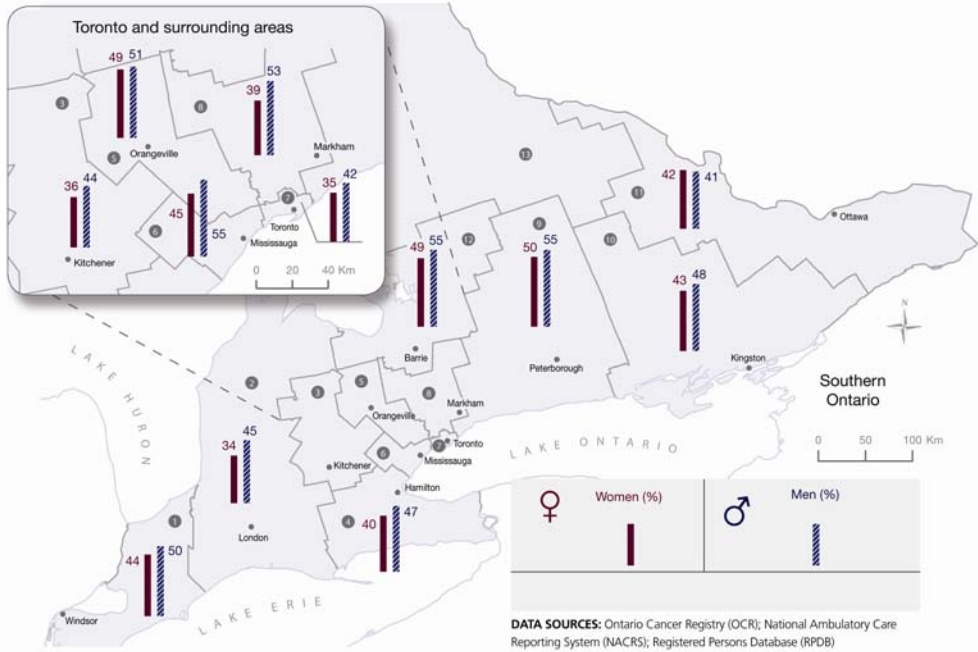 Toronto and surrounding areas
49 51
39 53
3
8
5
Orangeville
Markham
36 44
45 55
35 42
6
7
Toronto
Mississauga
Kitchener
0 20 40 Km
13
11
42 41
Ottawa
12
9
10
49 55
50 55
43 48
N
Barrie
Peterborough
Kingston
Southern
Ontario
0 50 100 Km
LAKE HURON
2
3
5
8
Orangeville
Markham
7
Toronto
6
Mississauga
Kitchener
LAKE ONTARIO
34 45
Hamilton
London
4
40 47
1
44 50
Windsor
LAKE ERIE
Women (%)
Men (%)
DATA SOURCES: Ontario Cancer Registry (OCR); National Ambulatory Care
Reporting System (NACRS); Registered Persons Database (RPDB)